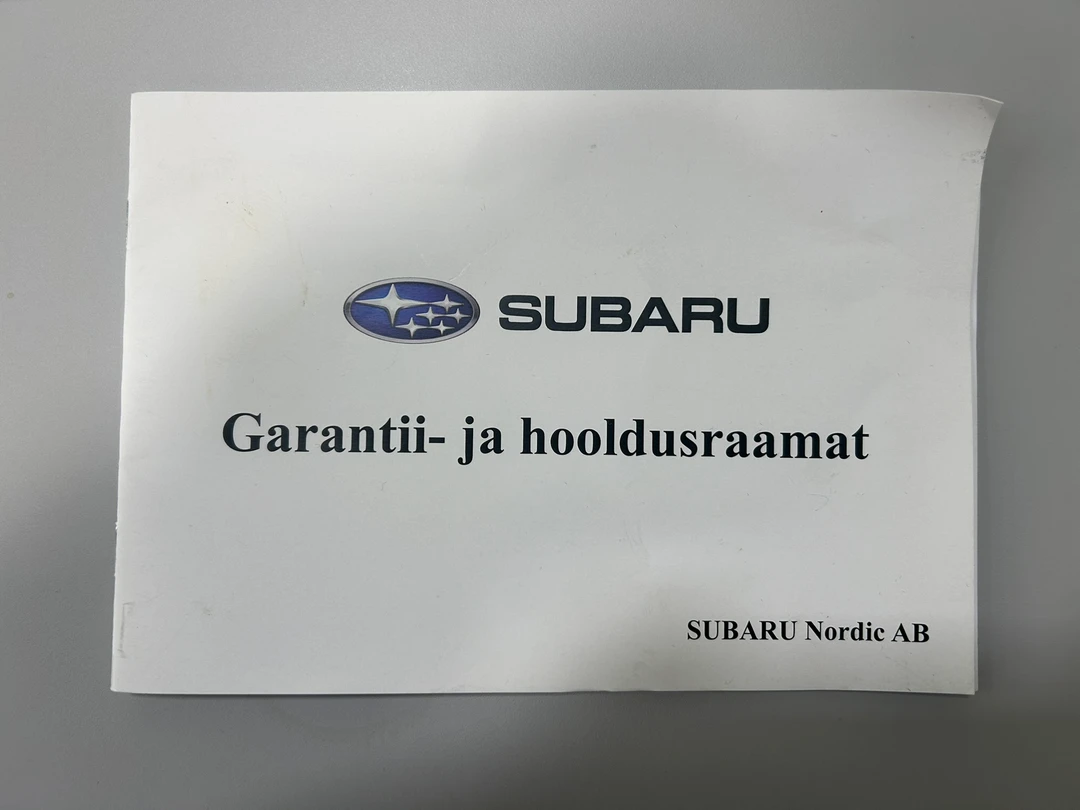 SUBARU
Garantii- ja hooldusraamat
SUBARU Nordic AB